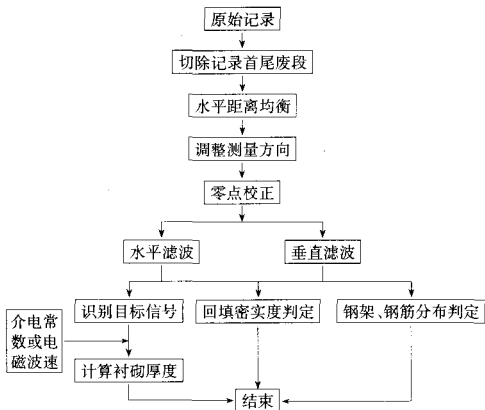 原始记录
切除记录首尾废段
水平距离均衡
调整测量方向
零点校正
水平滤波
垂直滤波
识别目标信号
回填密实度判定
钢架、钢筋分布判定
介电常
数或电
磁波速
计算衬砌厚度
结束